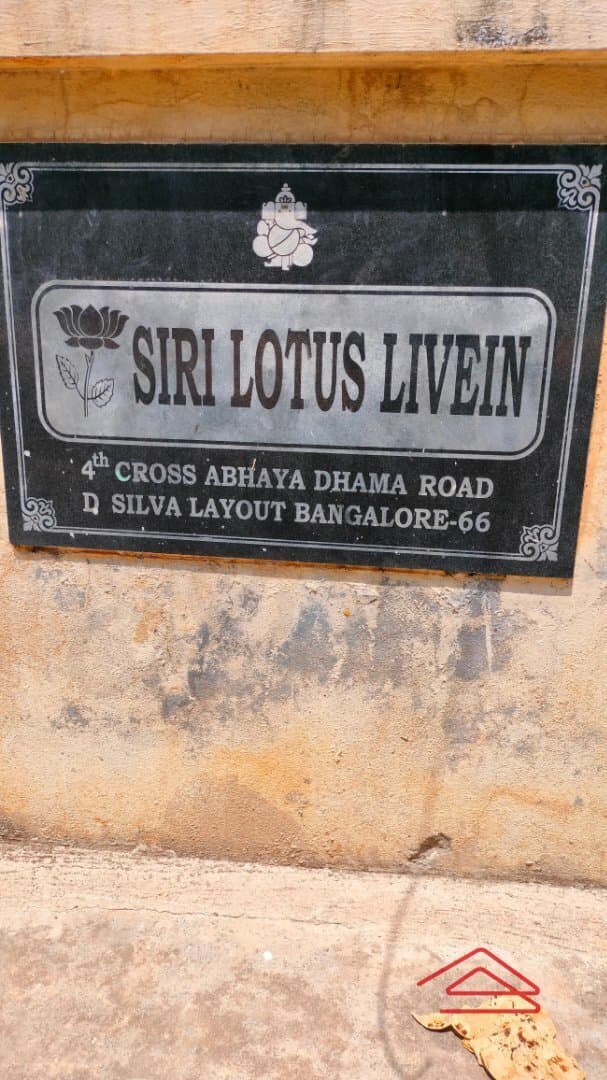 SIRI LOTUS LIVEIN
4th CROSS ABHAYA DHAMA ROAD
D SILVA LAYOUT BANGALORE-66